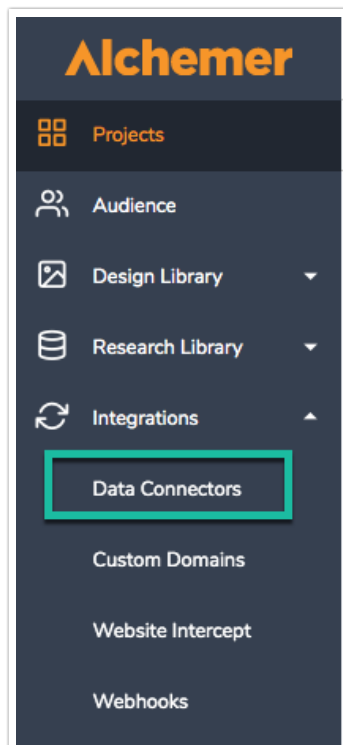 Alchemer
Projects
Audience
Design Library
Research Library
Integrations
Data Connectors
Custom Domains
Website Intercept
Webhooks